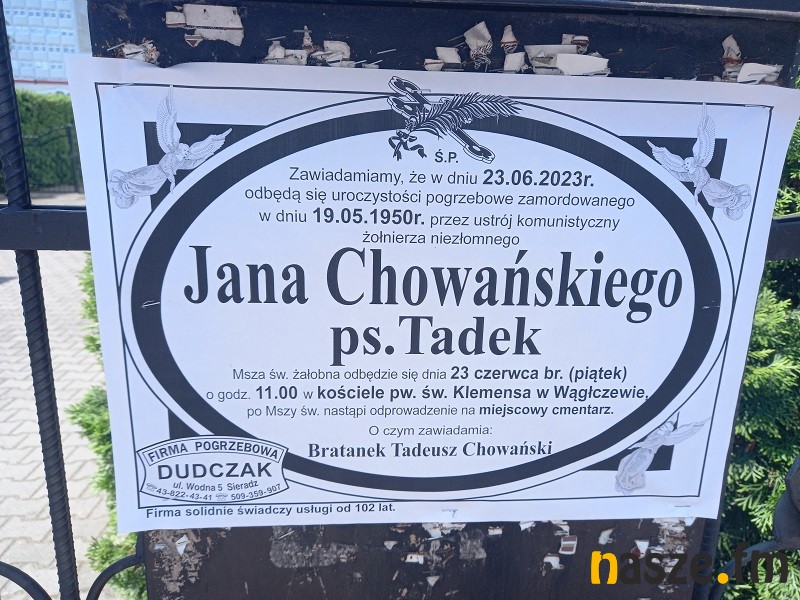 Ś.P.
Zawiadamiamy, że w dniu 23.06.2023r.
odbędą się uroczystości pogrzebowe zamordowanego
w dniu 19.05.1950r. przez ustrój komunistyczny
żołnierza niezłomnego
Jana Chowańskiego
ps.Tadek
Msza św. żałobna odbędzie się dnia 23 czerwca br. (piątek)
o godz. 11.00 w kościele pw. św. Klemensa w Wągłczewie,
po Mszy św. nastąpi odprowadzenie na miejscowy cmentarz.
O czym zawiadamia:
Bratanek Tadeusz Chowański
FIRMA POGRZEBOWA
DUDCZAK
ul. Wodna 5 Sieradz
43-822-43-41 509-359-907
Firma solidnie świadczy usługi od 102 lat.
nasze.fm